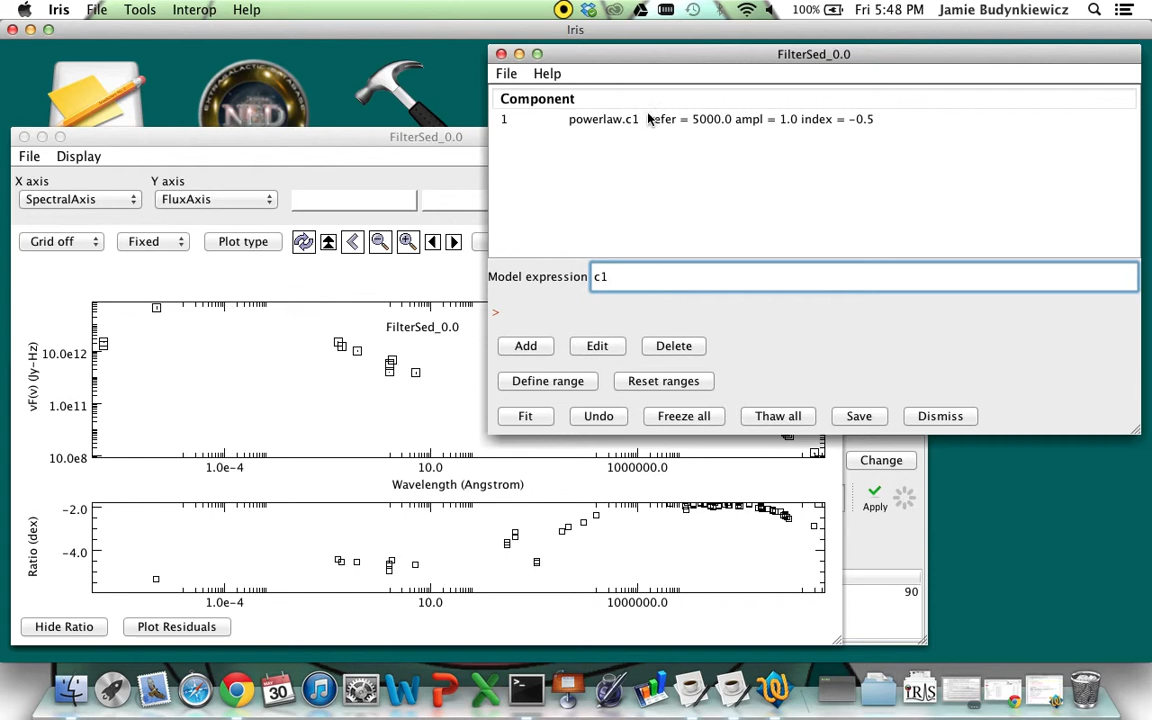 Iris File Tools Interop Help 100% Fri 5:48 PM Jamie Budynkiewicz
Iris
NED
FilterSed_0.0
File Help
Component
1 powerlaw.c1 refer = 5000.0 ampl = 1.0 index = -0.5
Model expression c1
>
Add Edit Delete
Define range Reset ranges
Fit Undo Freeze all Thaw all Save Dismiss
FilterSed_0.0
File Display
X axis Y axis
SpectralAxis FluxAxis
Grid off Fixed Plot type
FilterSed_0.0
νF(ν) (Jy-Hz)
10.0e12
1.0e11
10.0e8
1.0e-4 10.0 1000000.0
Wavelength (Angstrom)
Ratio (dex)
-2.0
-4.0
1.0e-4 10.0 1000000.0
Hide Ratio Plot Residuals
Change
Apply
90
MAY
30
IRIS